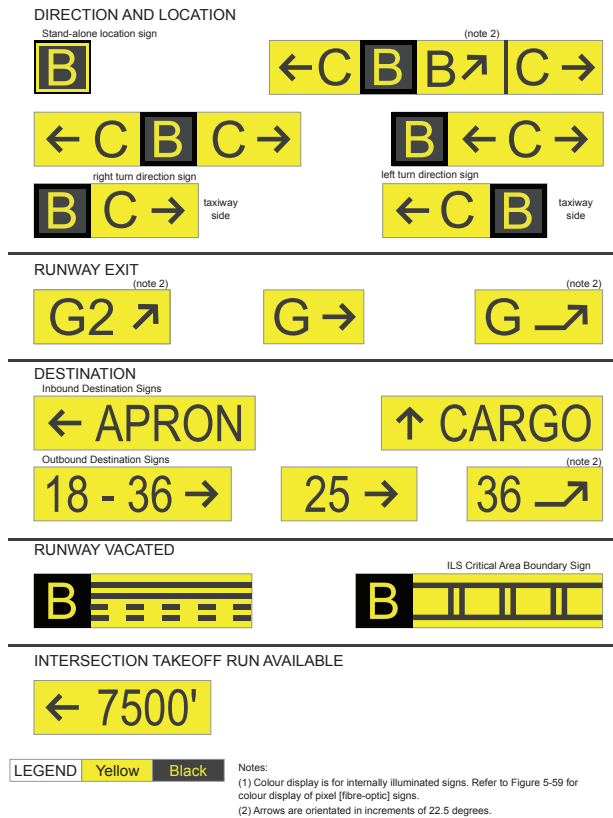 DIRECTION AND LOCATION
Stand-alone location sign
(note 2)
B
←C B B↗ C→
← C B C →
B ← C →
right turn direction sign
left turn direction sign
B C →
taxiway
side
← C B
taxiway
side
RUNWAY EXIT
(note 2)
(note 2)
G2 ↗
G →
G
DESTINATION
Inbound Destination Signs
← APRON
↑ CARGO
Outbound Destination Signs
(note 2)
18 - 36 →
25 →
36
RUNWAY VACATED
ILS Critical Area Boundary Sign
B
B
INTERSECTION TAKEOFF RUN AVAILABLE
← 7500'
LEGEND Yellow Black
Notes:
(1) Colour display is for internally illuminated signs. Refer to Figure 5-59 for
colour display of pixel [fibre-optic] signs.
(2) Arrows are orientated in increments of 22.5 degrees.